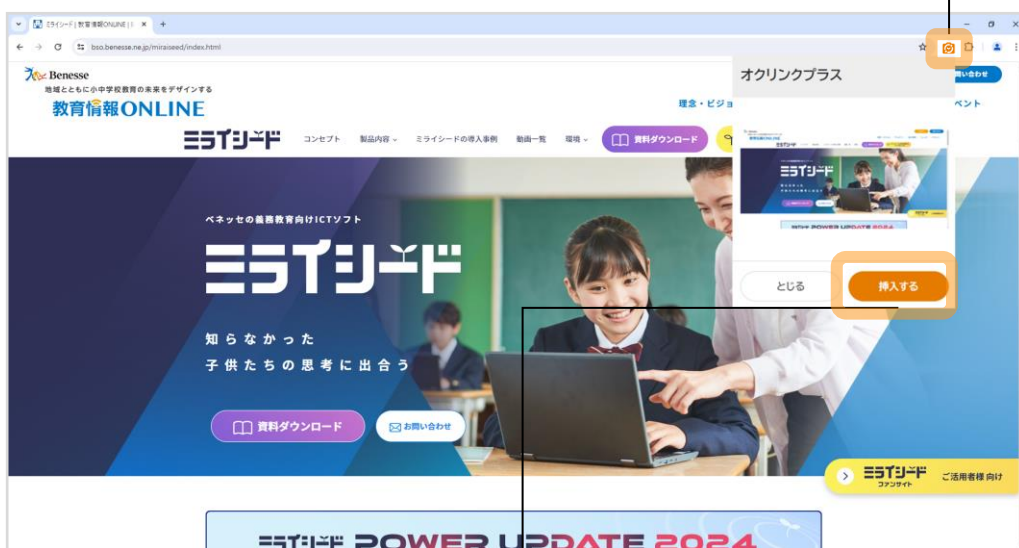 ミライシード | 教育情報ONLINE |
bso.benesse.ne.jp/miraiseed/index.html
Benesse
地域とともに小中学校教育の未来をデザインする
教育情報ONLINE
理念・ビジョ
い合わせ
ベント
ミライシード
コンセプト
製品内容
ミライシードの導入事例
動画一覧
環境
資料ダウンロード
オクリンクプラス
ミライシード
POWER UPDATE 2024
とじる
挿入する
ベネッセの義務教育向けICTソフト
ミライシード
知らなかった
子供たちの思考に出合う
資料ダウンロード
お問い合わせ
ミライシード
ファンサイト
ご活用者様向け
ミライシード POWER UPDATE 2024